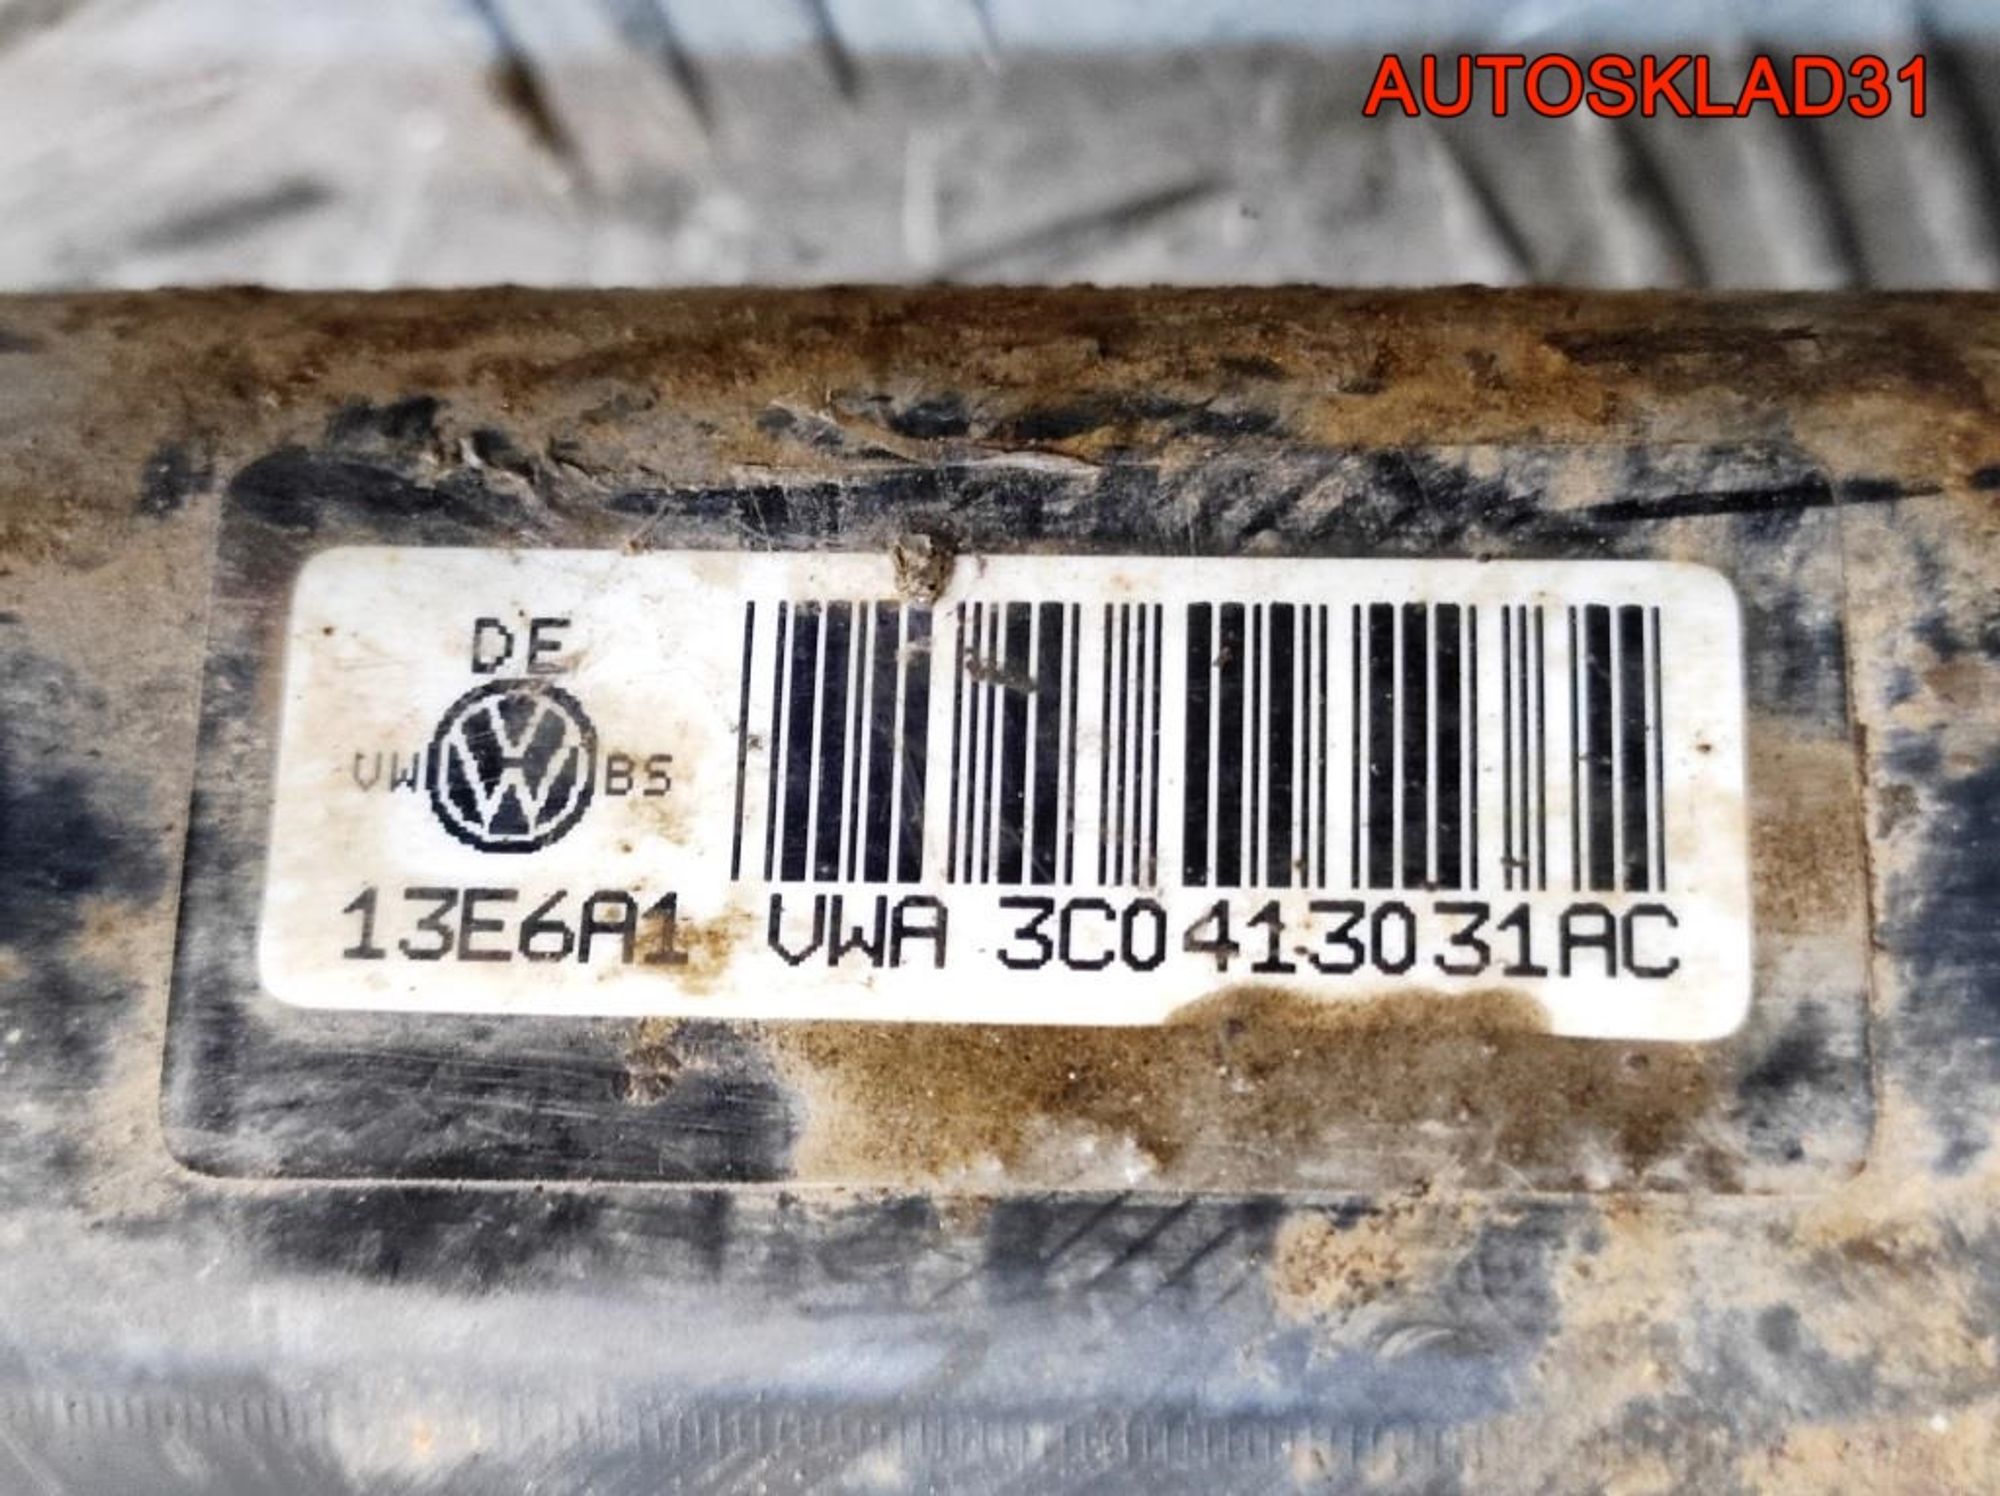 AUTOSKLAD31
DE
VW BS
13E6A1 VWA 3C0413031AC